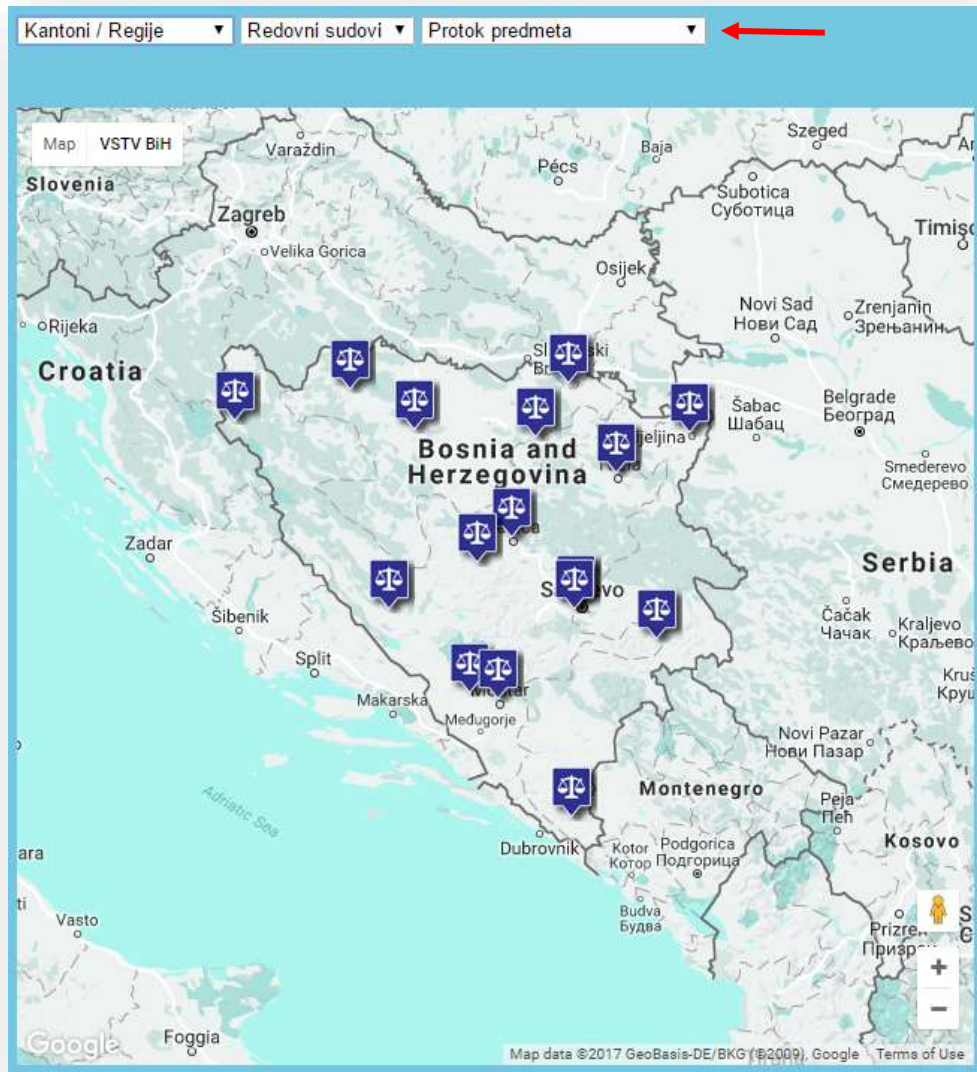 Kantoni / Regije
Redovni sudovi
Protok predmeta
Map
VSTV BiH
Szeged
Baja
Varaždin
Pécs
Slovenia
Subotica
Суботица
Zagreb
Timiș
Velika Gorica
Osijek
Novi Sad
Нови Сад
Zrenjanin
Зрењанин
Rijeka
Croatia
Belgrade
Београд
Šabac
Шабац
Bosnia and
Herzegovina
Smederevo
Смедерево
Zadar
Serbia
Čačak
Чачак
Kraljevo
Краљево
Šibenik
Split
Makarska
Međugorje
Novi Pazar
Нови Пазар
Montenegro
Peja
Пећ
Adriatic Sea
Dubrovnik
Kotor
Котор
Podgorica
Подгорица
Kosovo
Budva
Будва
Vasto
Prizren
Foggia
Google
Map data ©2017 GeoBasis-DE/BKG (©2009), Google
Terms of Use